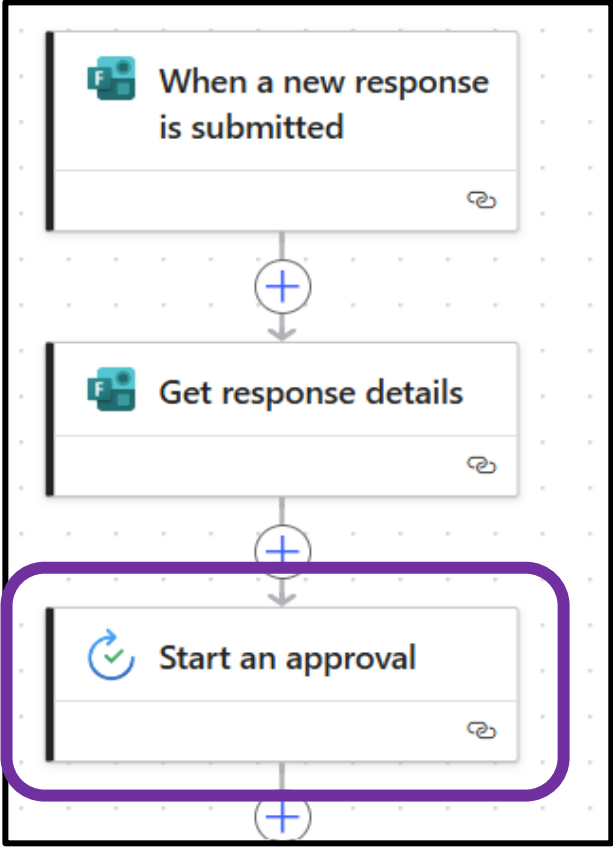 F
When a new response
is submitted
F
Get response details
Start an approval